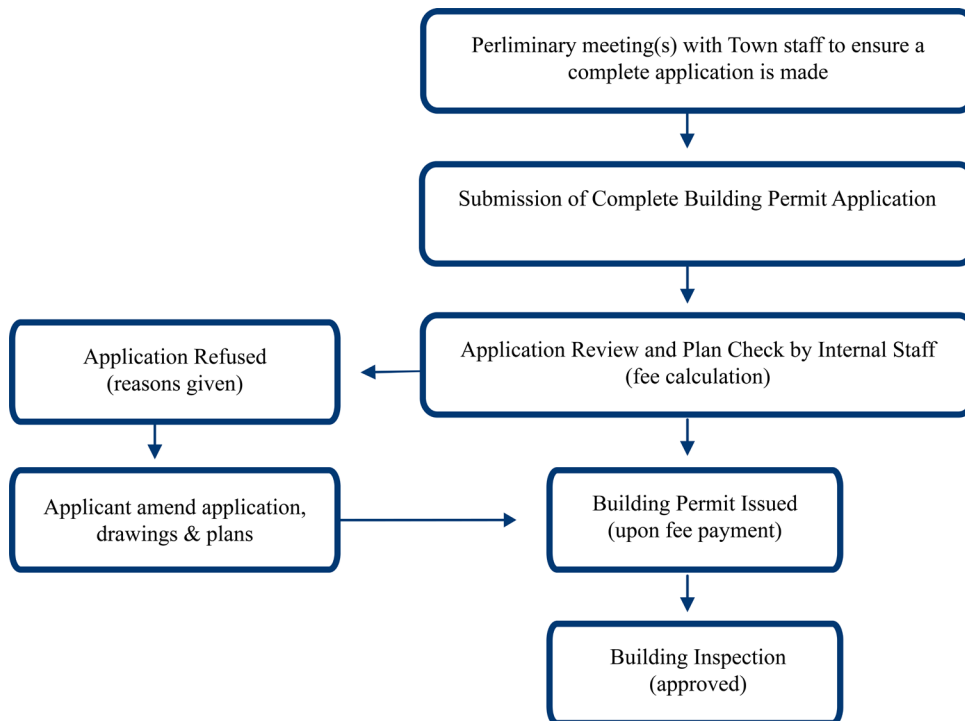 Perliminary meeting(s) with Town staff to ensure a
complete application is made
Submission of Complete Building Permit Application
Application Review and Plan Check by Internal Staff
(fee calculation)
Application Refused
(reasons given)
Applicant amend application,
drawings & plans
Building Permit Issued
(upon fee payment)
Building Inspection
(approved)